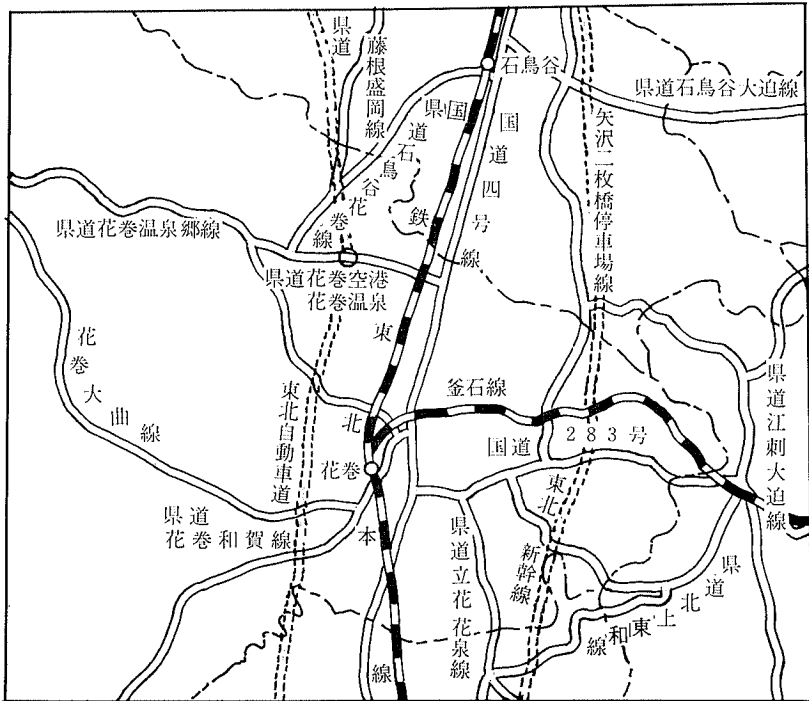 県道
藤根盛岡線
石鳥谷
県道石鳥谷大迫線
県道石鳥谷花巻線
国鉄東北本線
国道四号線
矢沢二枚橋停車場線
県道花巻温泉郷線
県道花巻空港
花巻温泉
花巻大曲線
東北自動車道
釜石線
国道283号
県道江刺大迫線
花巻
県道
花巻和賀線
県道立花花泉線
東北新幹線
県道北上東和線